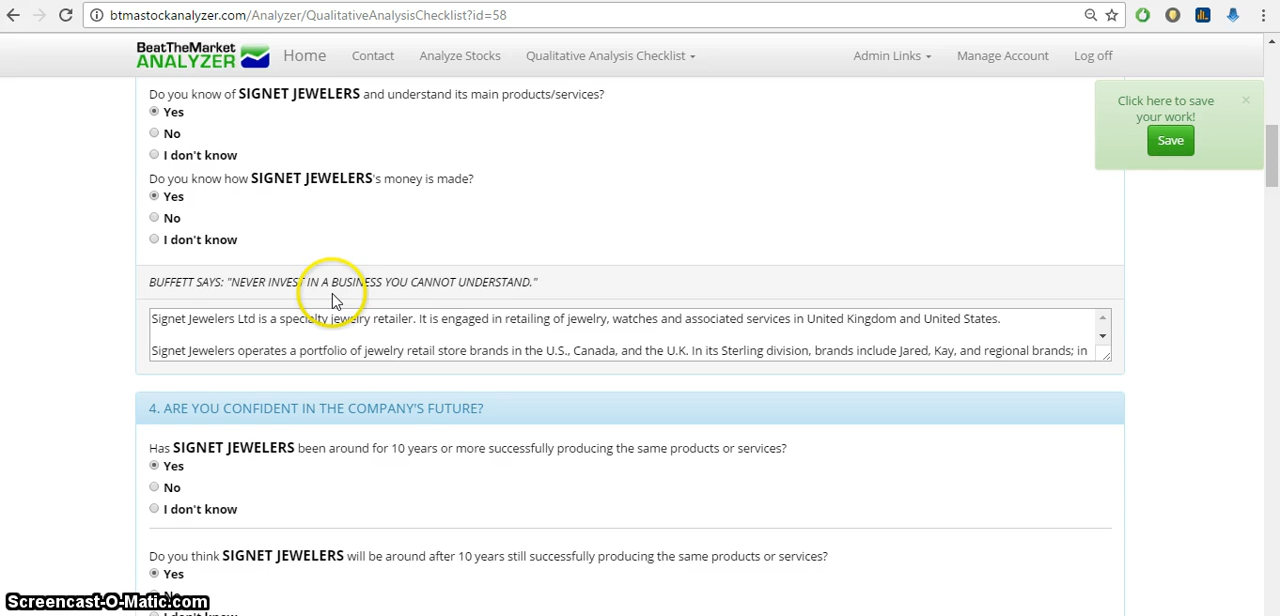 btmastockanalyzer.com/Analyzer/QualitativeAnalysisChecklist?id=58
BeatTheMarket
ANALYZER
Home
Contact
Analyze Stocks
Qualitative Analysis Checklist
Admin Links
Manage Account
Log off
Do you know of SIGNET JEWELERS and understand its main products/services?
Yes
No
I don't know
Click here to save
your work!
×
Save
Do you know how SIGNET JEWELERS's money is made?
Yes
No
I don't know
BUFFETT SAYS: "NEVER INVEST IN A BUSINESS YOU CANNOT UNDERSTAND."
Signet Jewelers Ltd is a specialty jewelry retailer. It is engaged in retailing of jewelry, watches and associated services in United Kingdom and United States.
Signet Jewelers operates a portfolio of jewelry retail store brands in the U.S., Canada, and the U.K. In its Sterling division, brands include Jared, Kay, and regional brands; in
4. ARE YOU CONFIDENT IN THE COMPANY'S FUTURE?
Has SIGNET JEWELERS been around for 10 years or more successfully producing the same products or services?
Yes
No
I don't know
Do you think SIGNET JEWELERS will be around after 10 years still successfully producing the same products or services?
Yes
No
I don't know
Screencast-O-Matic.com